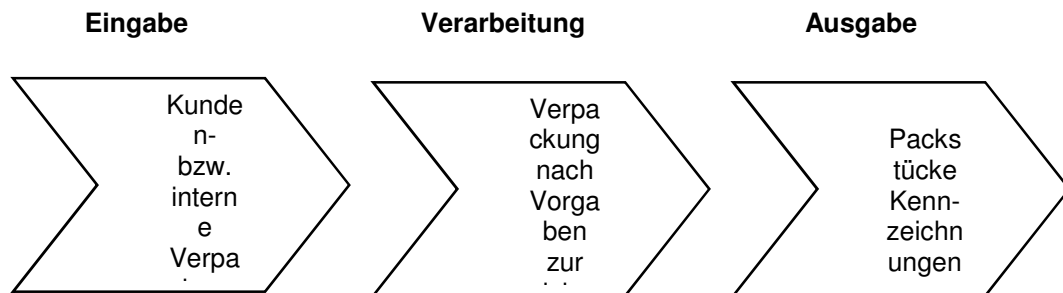 Eingabe
Verarbeitung
Ausgabe
Kunde
n-
bzw.
intern
e
Verpa
Verpa
ckung
nach
Vorga
ben
zur
Packs
tücke
Kenn-
zeichn
ungen